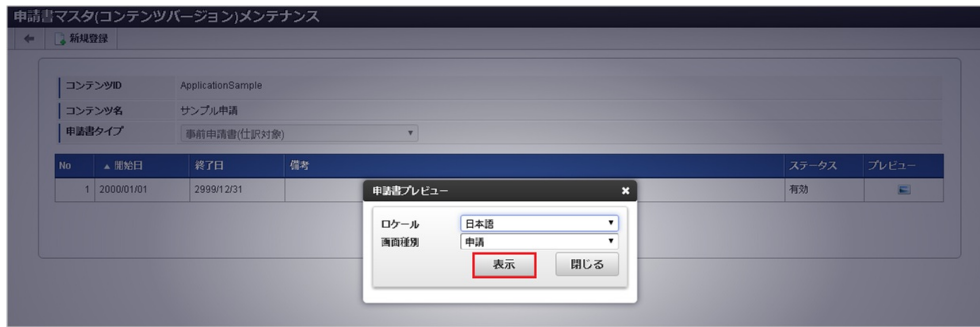 申請書マスタ(コンテンツバージョン)メンテナンス
新規登録
コンテンツID ApplicationSample
コンテンツ名 サンプル申請
申請書タイプ 事前申請書(仕訳対象)
No ▲ 開始日 終了日 備考 ステータス プレビュー
1 2000/01/01 2999/12/31 有効
申請書プレビュー
ロケール 日本語
画面種別 申請
表示 閉じる